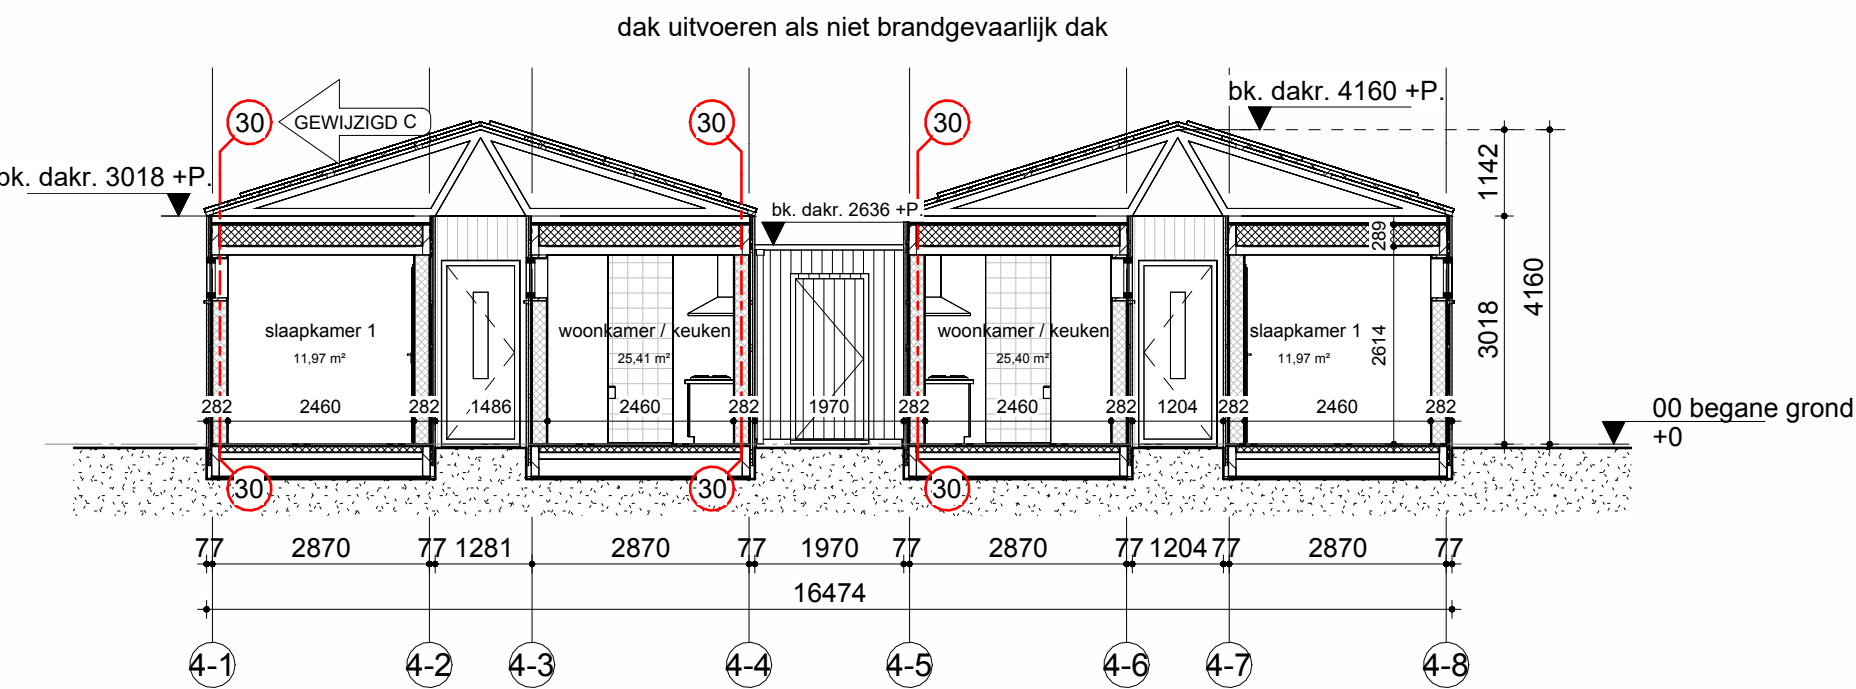 dak uitvoeren als niet brandgevaarlijk dak
bk. dakr. 4160 +P.
30 GEWIJZIGD C 30 30
1142
bk. dakr. 3018 +P.
bk. dakr. 2636 +P.
289
4160
3018
2614
slaapkamer 1 woonkamer / keuken woonkamer / keuken slaapkamer 1
11,97 m² 25,41 m² 25,40 m² 11,97 m²
282 2460 282 1486 2460 282 1970 282 2460 282 1204 282 2460 282
00 begane grond
+0
30 30 30
77 2870 77 1281 2870 77 1970 77 2870 77 1204 77 2870 77
16474
4-1 4-2 4-3 4-4 4-5 4-6 4-7 4-8